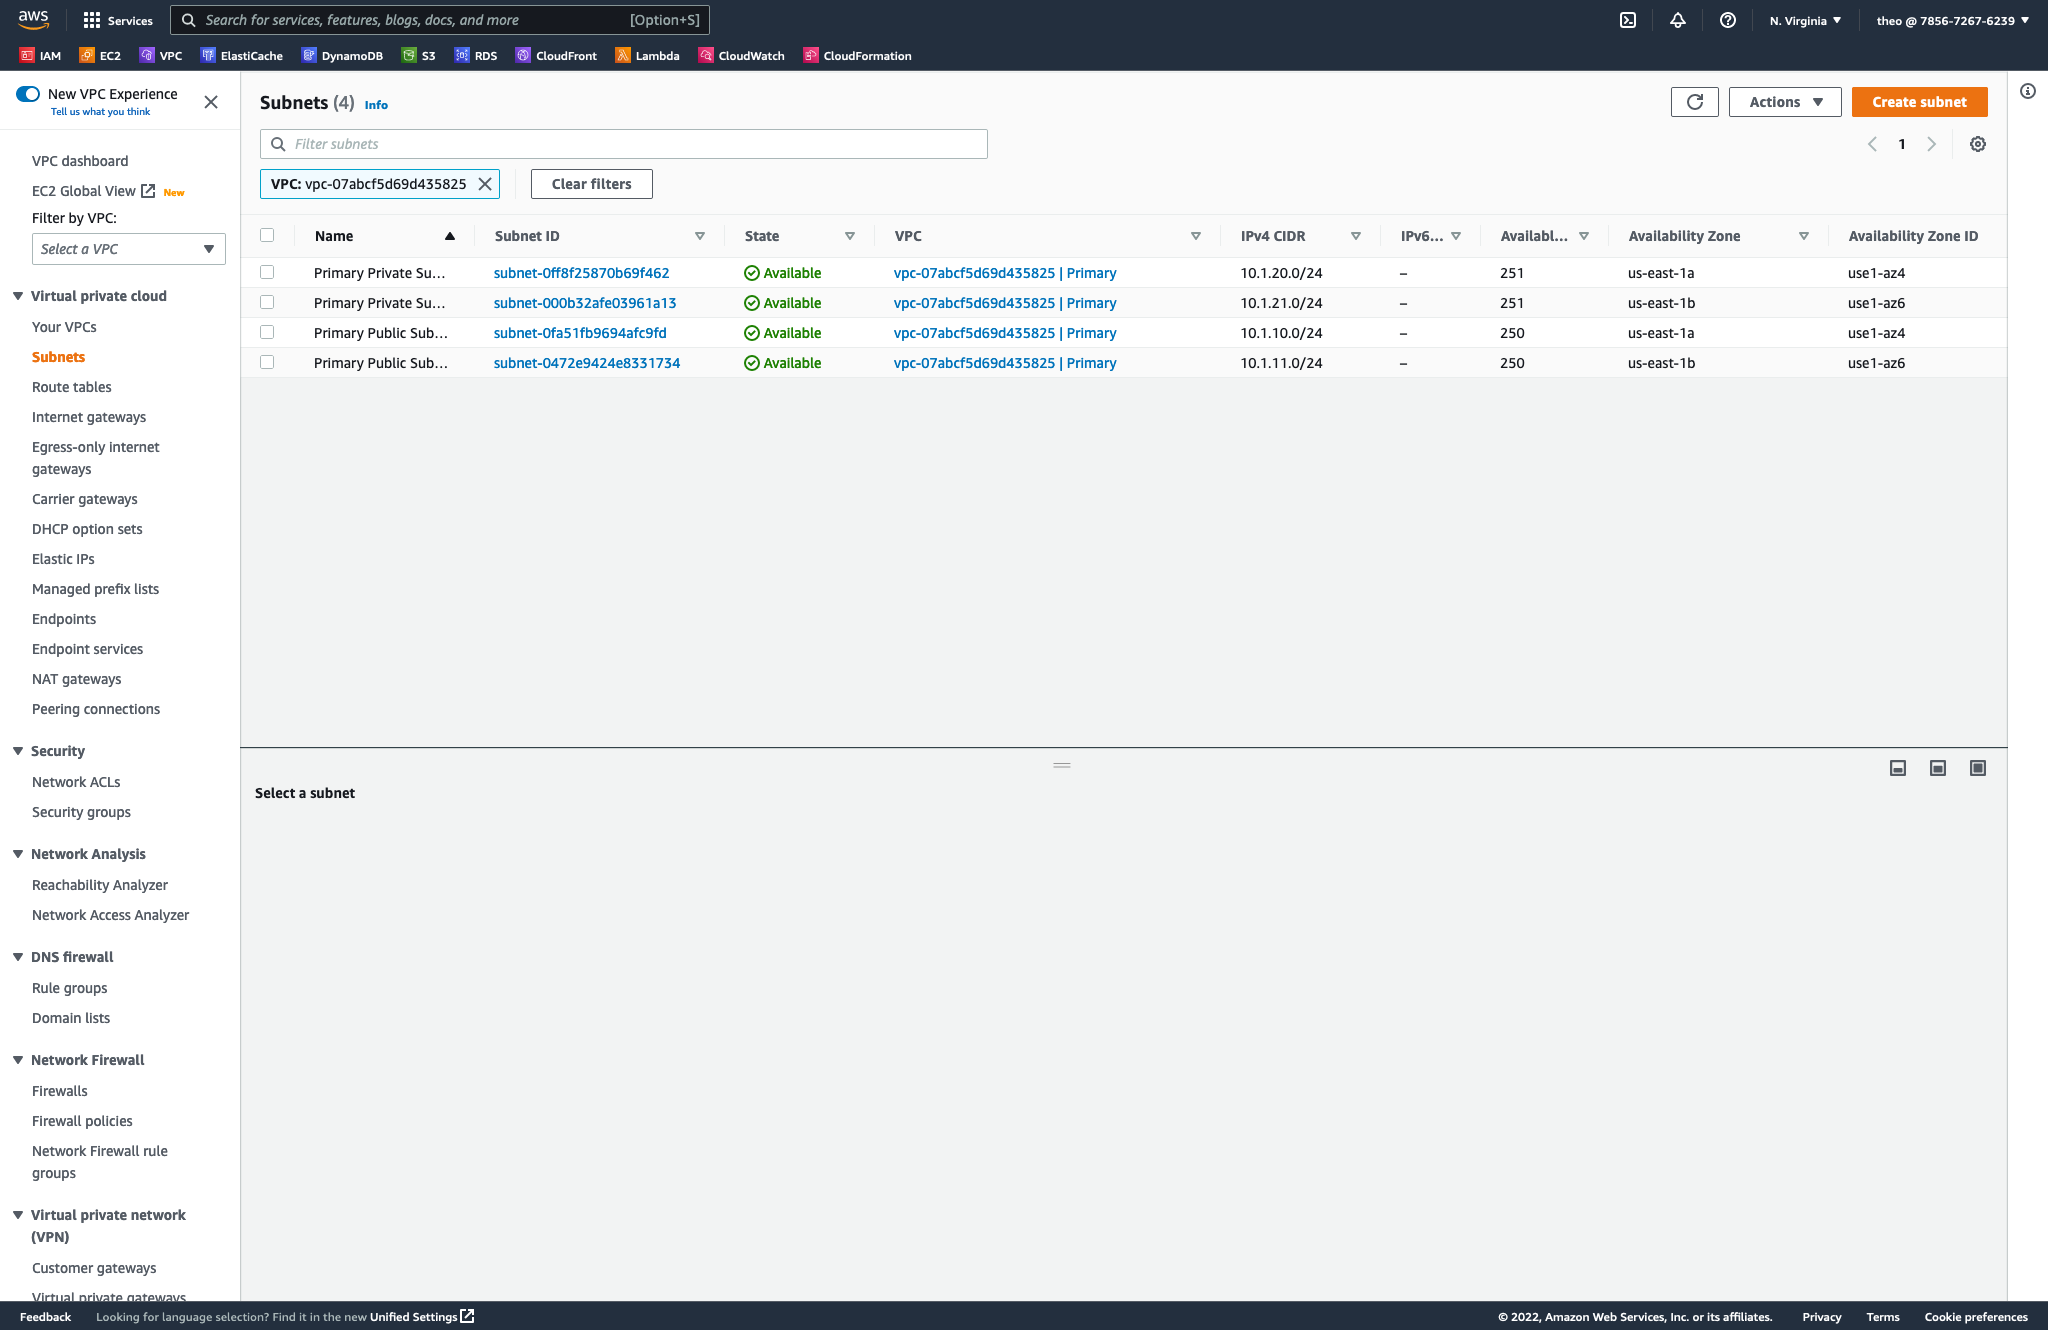 aws
Services
Search for services, features, blogs, docs, and more
[Option+S]
N. Virginia
theo @ 7856-7267-6239
IAM
EC2
VPC
ElastiCache
DynamoDB
S3
RDS
CloudFront
Lambda
CloudWatch
CloudFormation
New VPC Experience
Tell us what you think
VPC dashboard
EC2 Global View
New
Filter by VPC:
Select a VPC
Virtual private cloud
Your VPCs
Subnets
Route tables
Internet gateways
Egress-only internet
gateways
Carrier gateways
DHCP option sets
Elastic IPs
Managed prefix lists
Endpoints
Endpoint services
NAT gateways
Peering connections
Security
Network ACLs
Security groups
Network Analysis
Reachability Analyzer
Network Access Analyzer
DNS firewall
Rule groups
Domain lists
Network Firewall
Firewalls
Firewall policies
Network Firewall rule
groups
Virtual private network
(VPN)
Customer gateways
Virtual private gateways
Subnets (4) Info
Actions
Create subnet
Filter subnets
1
VPC: vpc-07abcf5d69d435825
Clear filters
Name Subnet ID State VPC IPv4 CIDR IPv6... Availabl... Availability Zone Availability Zone ID
Primary Private Su... subnet-0ff8f25870b69f462 Available vpc-07abcf5d69d435825 | Primary 10.1.20.0/24 – 251 us-east-1a use1-az4
Primary Private Su... subnet-000b32afe03961a13 Available vpc-07abcf5d69d435825 | Primary 10.1.21.0/24 – 251 us-east-1b use1-az6
Primary Public Sub... subnet-0fa51fb9694afc9fd Available vpc-07abcf5d69d435825 | Primary 10.1.10.0/24 – 250 us-east-1a use1-az4
Primary Public Sub... subnet-0472e9424e8331734 Available vpc-07abcf5d69d435825 | Primary 10.1.11.0/24 – 250 us-east-1b use1-az6
Select a subnet
Feedback
Looking for language selection? Find it in the new Unified Settings
© 2022, Amazon Web Services, Inc. or its affiliates.
Privacy
Terms
Cookie preferences